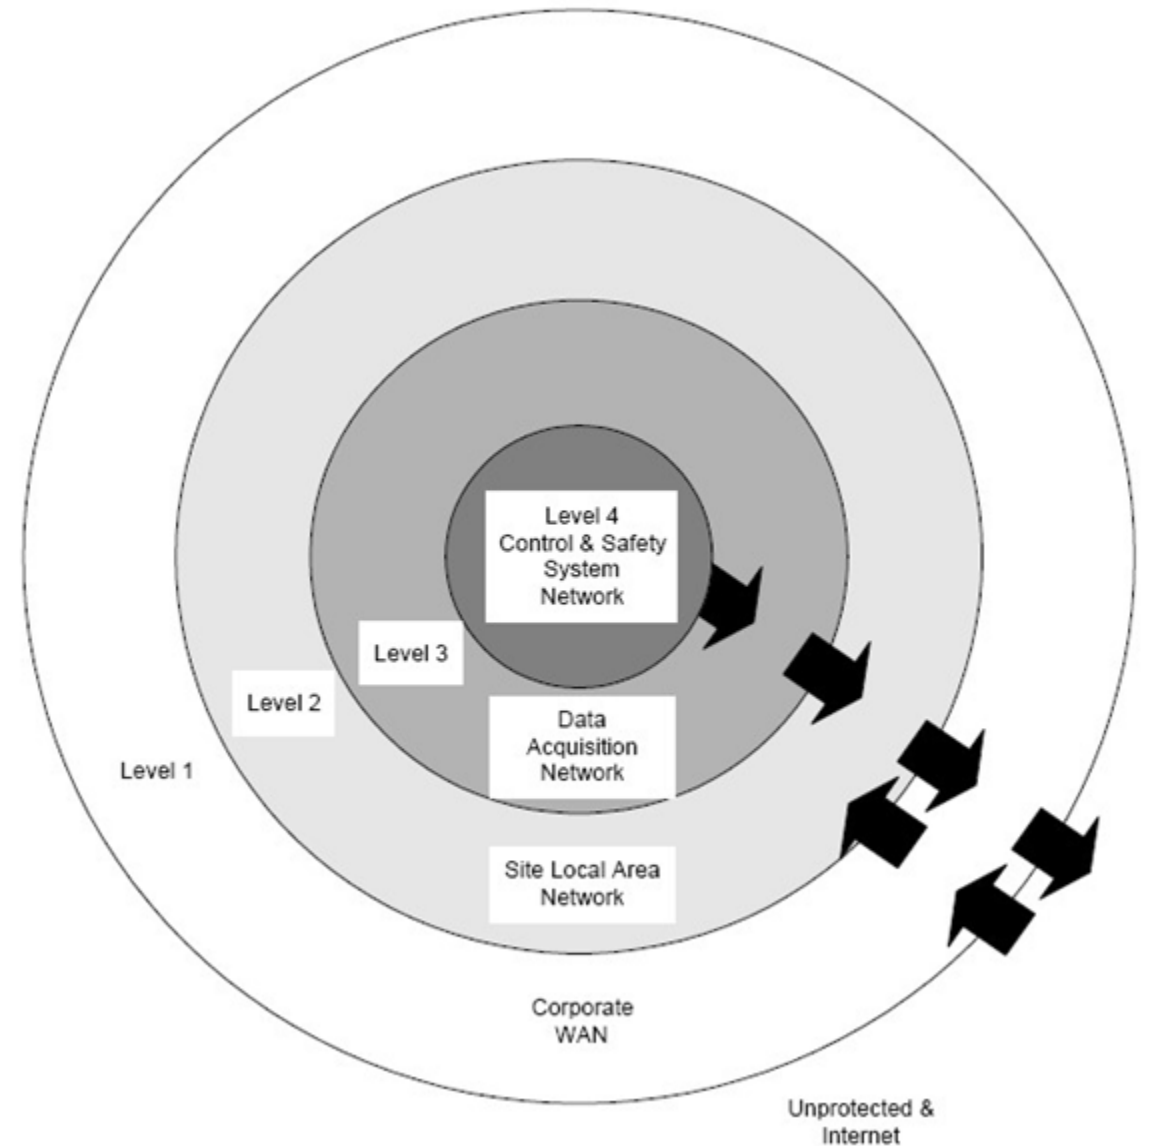 Level 4
Control & Safety
System
Network
Level 3
Level 2
Data
Acquisition
Network
Level 1
Site Local Area
Network
Corporate
WAN
Unprotected &
Internet